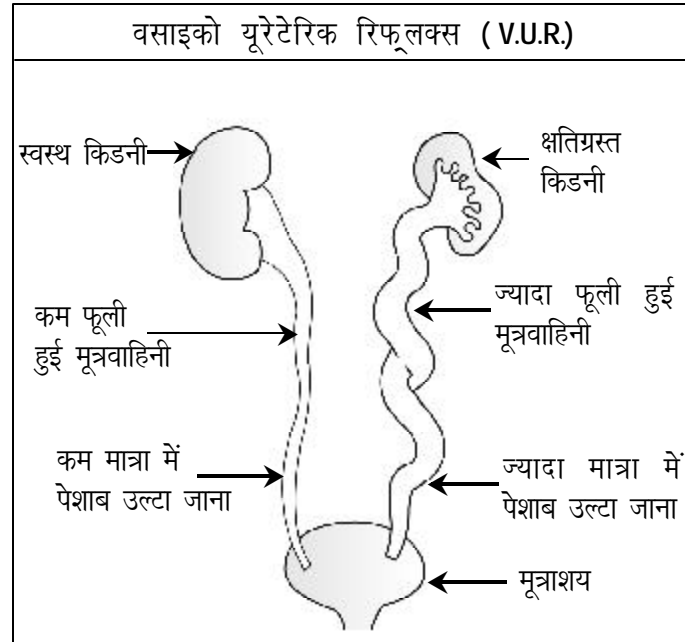 वसाइको यूरेटेरिक रिफ्लक्स (V.U.R.)
स्वस्थ किडनी
क्षतिग्रस्त
किडनी
कम फूली
हुई मूत्रवाहिनी
ज्यादा फूली हुई
मूत्रवाहिनी
कम मात्रा में
पेशाब उल्टा जाना
ज्यादा मात्रा में
पेशाब उल्टा जाना
मूत्राशय